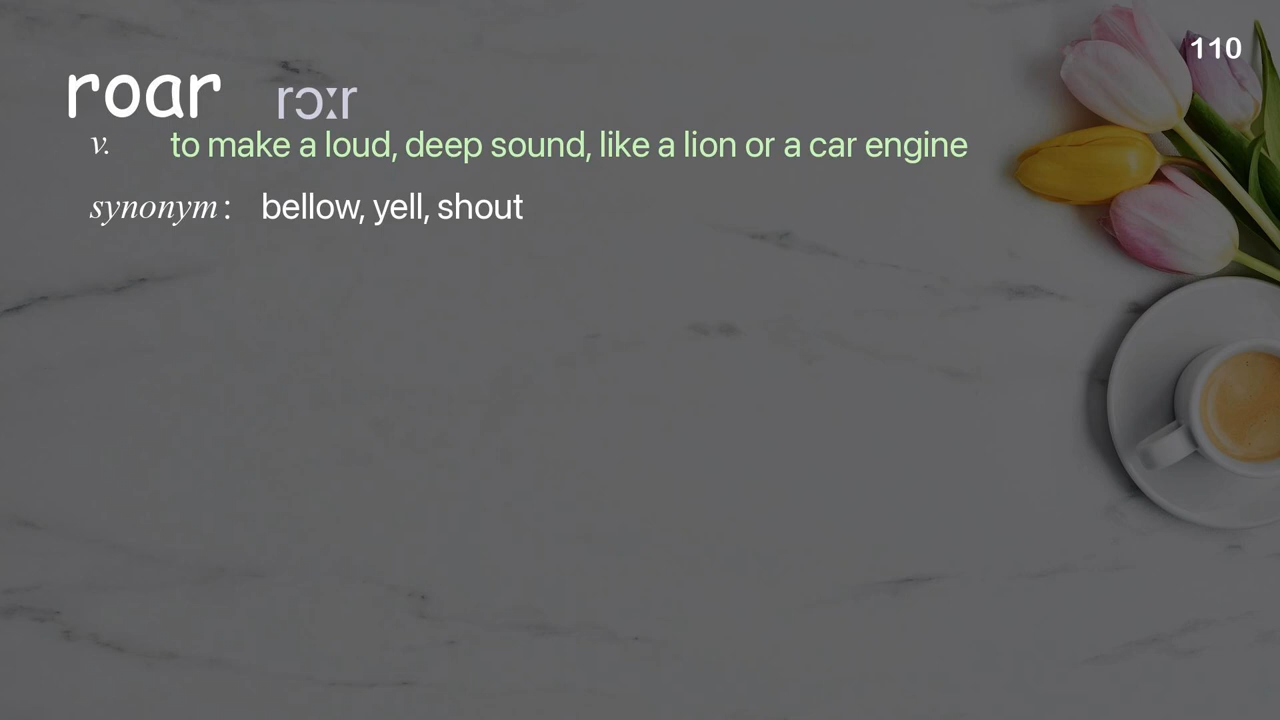 110
roar rɔːr
v. to make a loud, deep sound, like a lion or a car engine
synonym : bellow, yell, shout